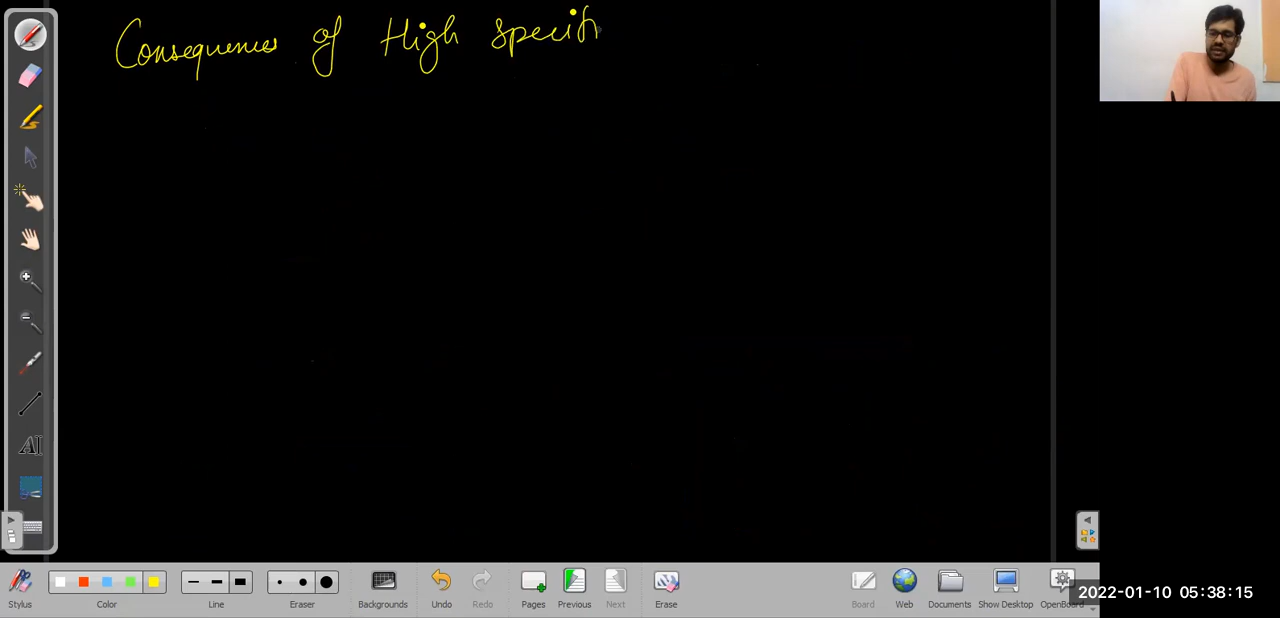 Consequences of High specifi
Stylus
Color
Line
Eraser
Backgrounds
Undo
Redo
Pages
Previous
Next
Erase
Board
Web
Documents
Show Desktop
OpenBoard
2022-01-10 05:38:15